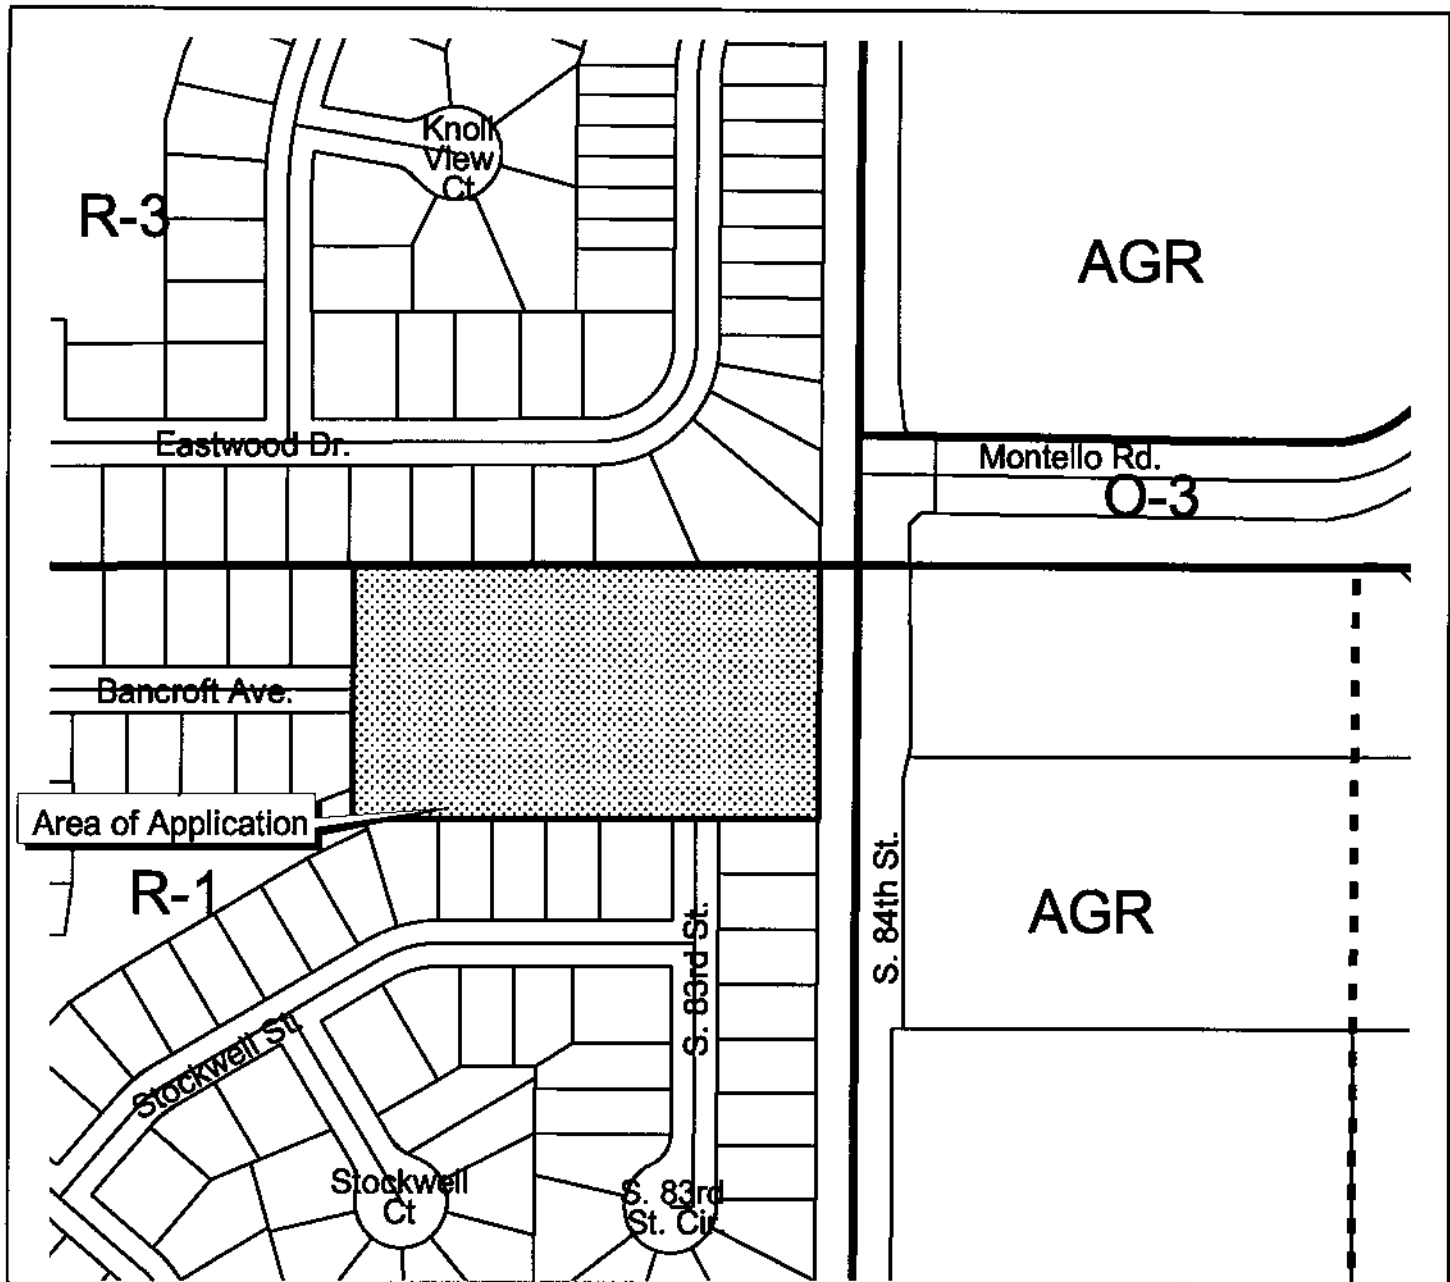 Knoll
View
Ct
R-3
AGR
Eastwood Dr.
Montello Rd.
O-3
Bancroft Ave.
Area of Application
R-1
S. 84th St.
AGR
S. 83rd St.
Stockwell St.
Stockwell
Ct
S. 83rd
St. Cir.